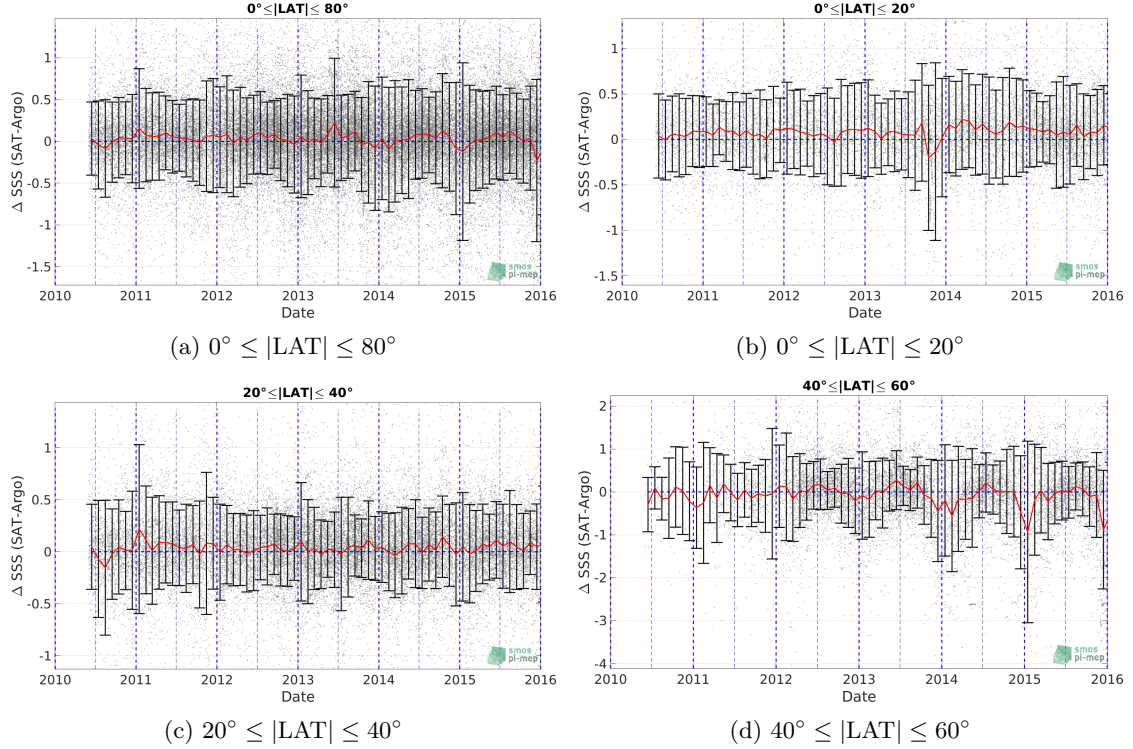 0°≤|LAT|≤ 80°
Δ SSS (SAT-Argo)
1
0.5
0
-0.5
-1
-1.5
2010 2011 2012 2013 2014 2015 2016
Date
smos
pi-mep
(a) 0° ≤ |LAT| ≤ 80°
0°≤|LAT|≤ 20°
Δ SSS (SAT-Argo)
1
0.5
0
-0.5
-1
-1.5
2010 2011 2012 2013 2014 2015 2016
Date
smos
pi-mep
(b) 0° ≤ |LAT| ≤ 20°
20°≤|LAT|≤ 40°
Δ SSS (SAT-Argo)
1
0.5
0
-0.5
-1
2010 2011 2012 2013 2014 2015 2016
Date
smos
pi-mep
(c) 20° ≤ |LAT| ≤ 40°
40°≤|LAT|≤ 60°
Δ SSS (SAT-Argo)
2
1
0
-1
-2
-3
-4
2010 2011 2012 2013 2014 2015 2016
Date
smos
pi-mep
(d) 40° ≤ |LAT| ≤ 60°